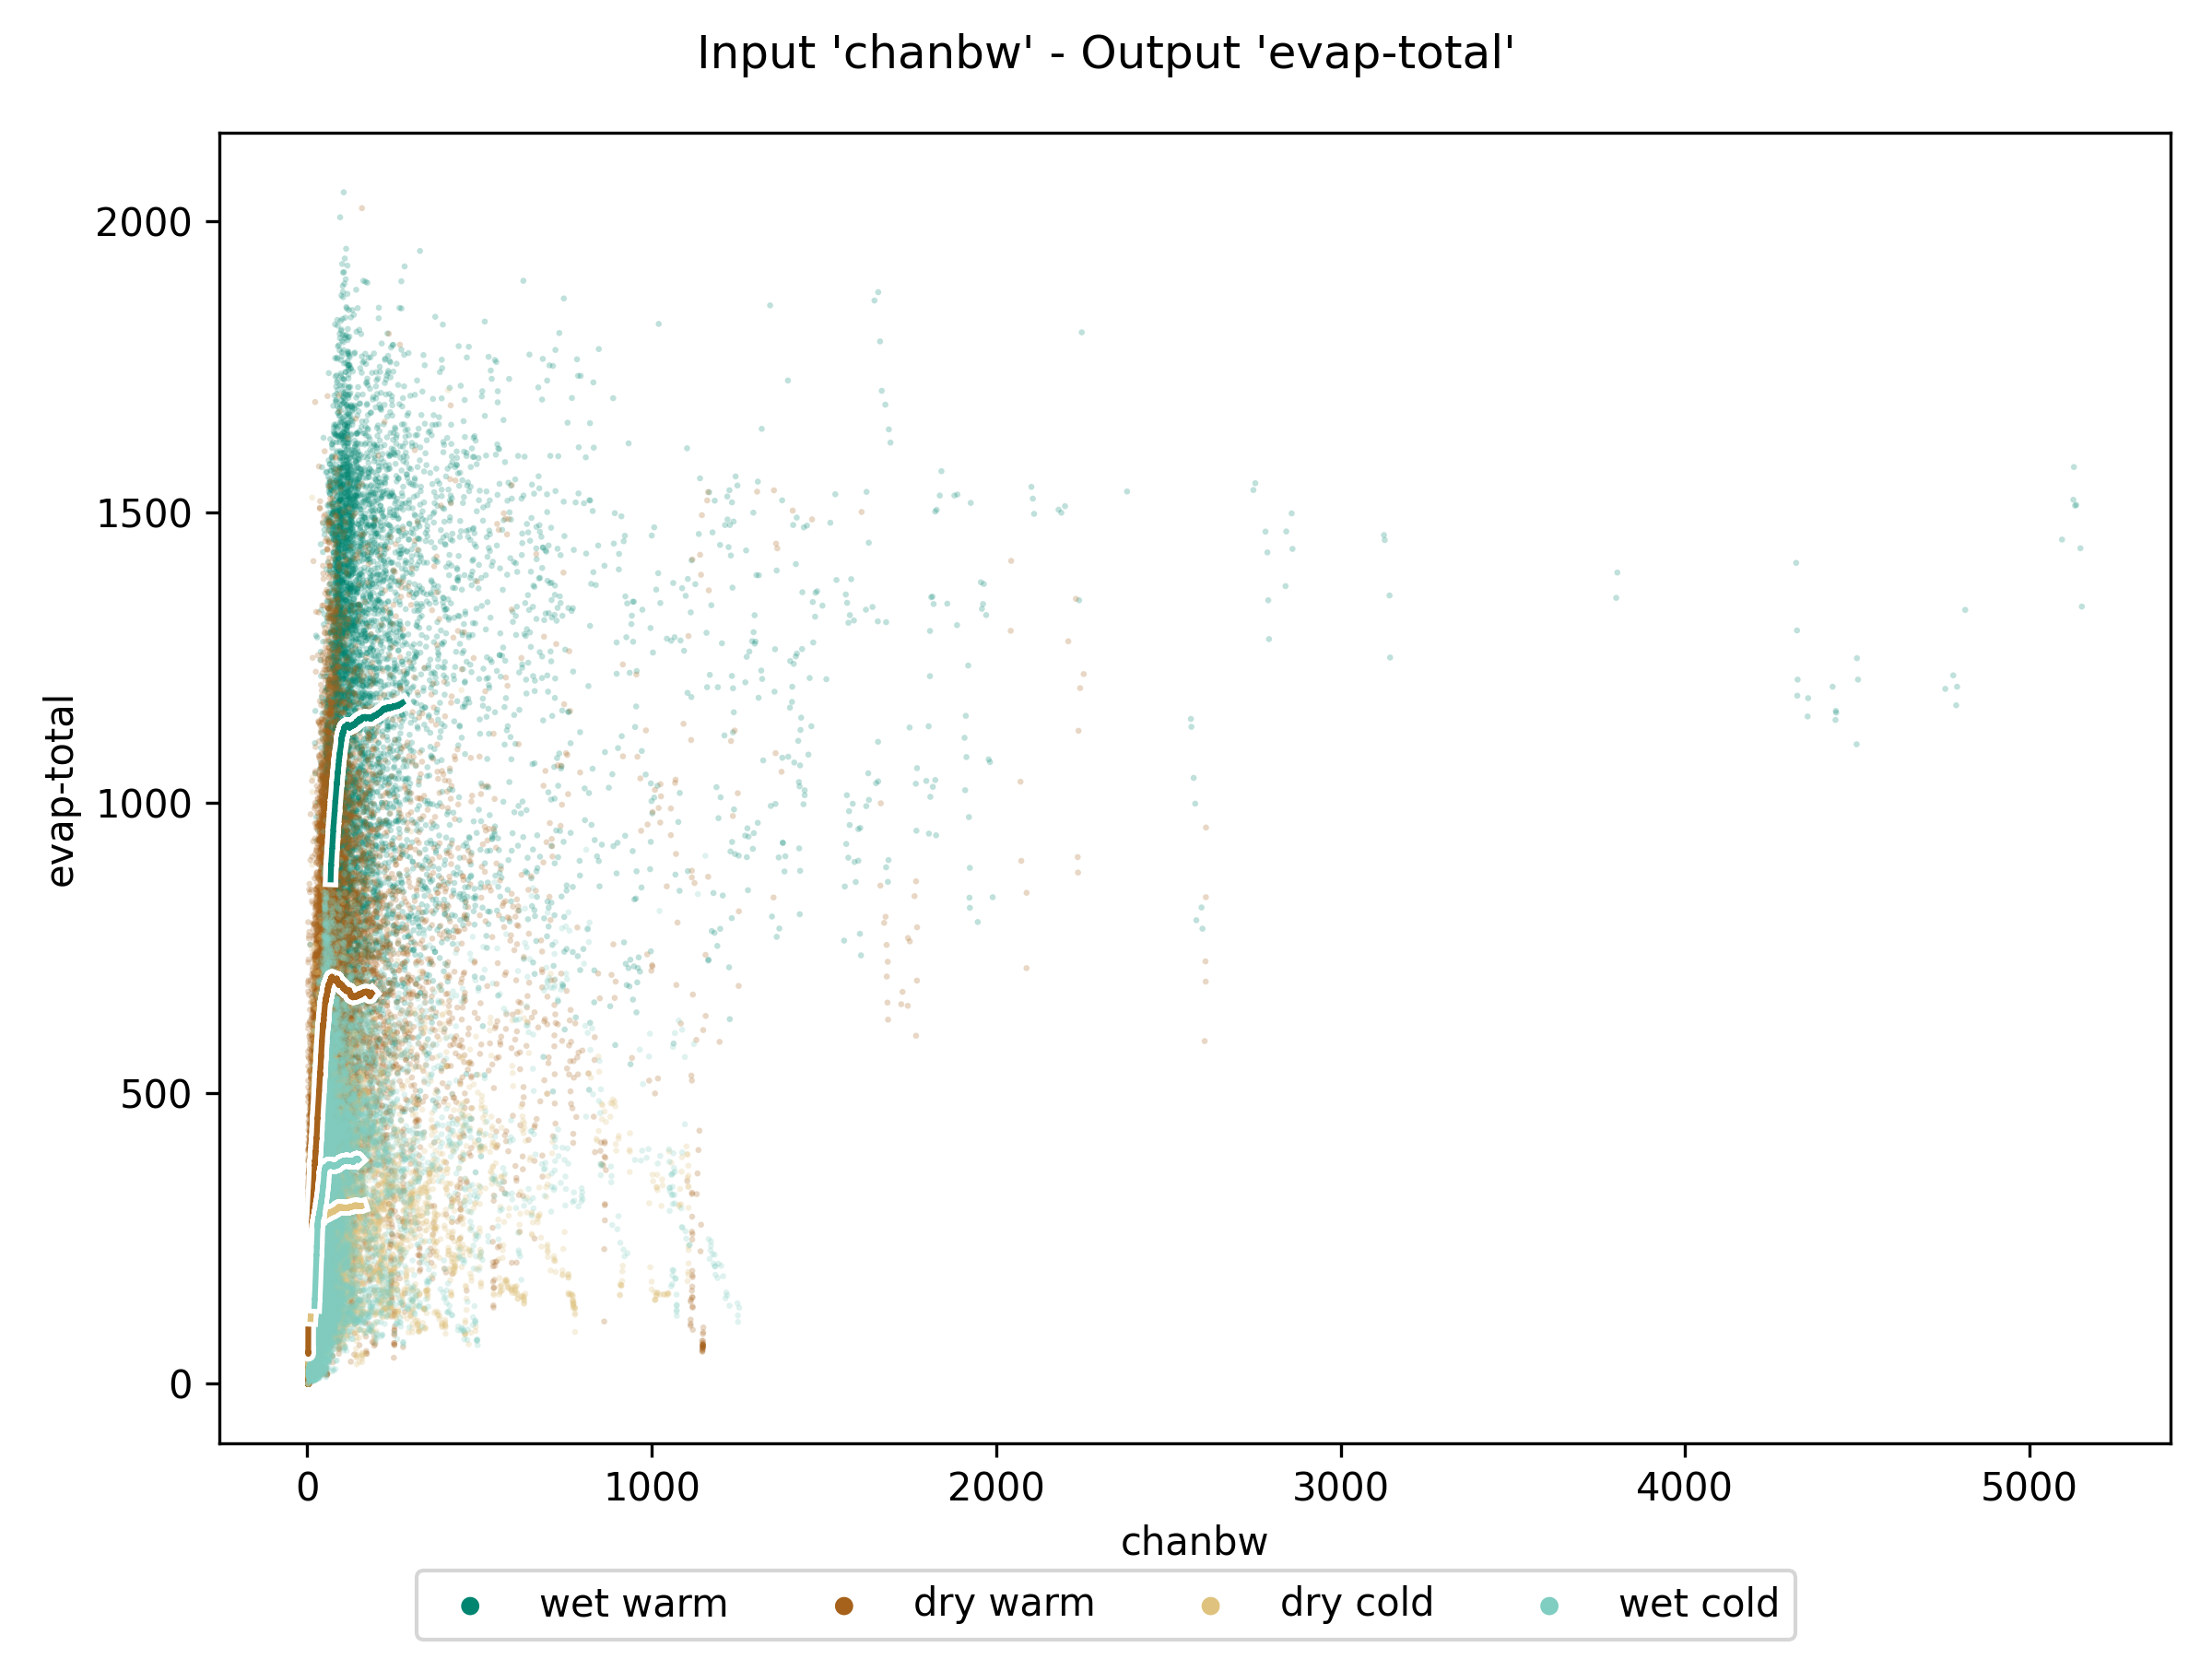 Input 'chanbw' - Output 'evap-total'
2000
1500
1000
500
0
evap-total
0 1000 2000 3000 4000 5000
chanbw
wet warm dry warm dry cold wet cold